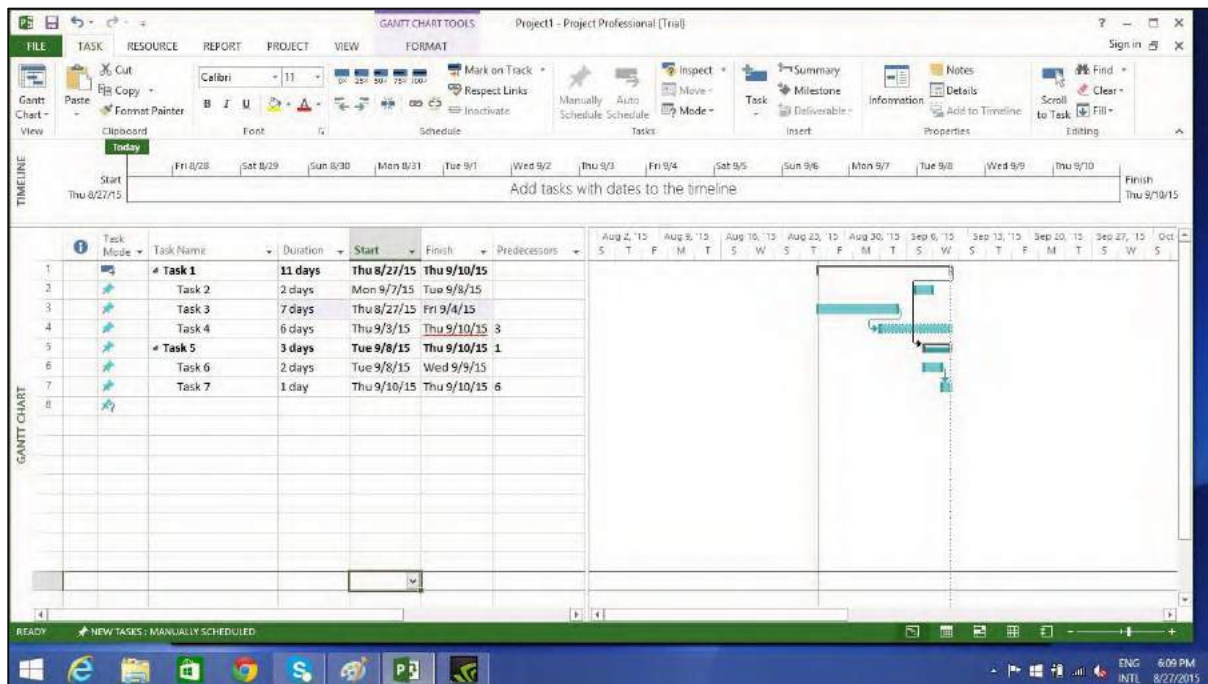 GANTT CHART TOOLS Project1 - Project Professional (Trial) ?
FILE TASK RESOURCE REPORT PROJECT VIEW FORMAT Sign in
Gantt Chart
View
Paste
Cut
Copy
Format Painter
Clipboard
Calibri 11
B I U A
Font
0× 25× 50× 75× 100×
Mark on Track
Respect Links
Inactivate
Schedule
Manually Schedule
Auto Schedule
Inspect
Move
Mode
Tasks
Task
Summary
Milestone
Deliverable
Insert
Information
Notes
Details
Add to Timeline
Properties
Scroll to Task
Find
Clear
Fill
Editing
TIMELINE
Today
Fri 8/28 Sat 8/29 Sun 8/30 Mon 8/31 Tue 9/1 Wed 9/2 Thu 9/3 Fri 9/4 Sat 9/5 Sun 9/6 Mon 9/7 Tue 9/8 Wed 9/9 Thu 9/10
Start
Thu 8/27/15
Add tasks with dates to the timeline
Finish
Thu 9/10/15
GANTT CHART
Task Mode Task Name Duration Start Finish Predecessors
Aug 2, '15 Aug 9, '15 Aug 16, '15 Aug 23, '15 Aug 30, '15 Sep 6, '15 Sep 13, '15 Sep 20, '15 Sep 27, '15 Oct
S T F M T S W S T F M T S W S T F M T S W S
1 Task 1 11 days Thu 8/27/15 Thu 9/10/15
2 Task 2 2 days Mon 9/7/15 Tue 9/8/15
3 Task 3 7 days Thu 8/27/15 Fri 9/4/15
4 Task 4 6 days Thu 9/3/15 Thu 9/10/15 3
5 Task 5 3 days Tue 9/8/15 Thu 9/10/15 1
6 Task 6 2 days Tue 9/8/15 Wed 9/9/15
7 Task 7 1 day Thu 9/10/15 Thu 9/10/15 6
8
READY NEW TASKS : MANUALLY SCHEDULED
ENG 6:09 PM
INTL 8/27/2015